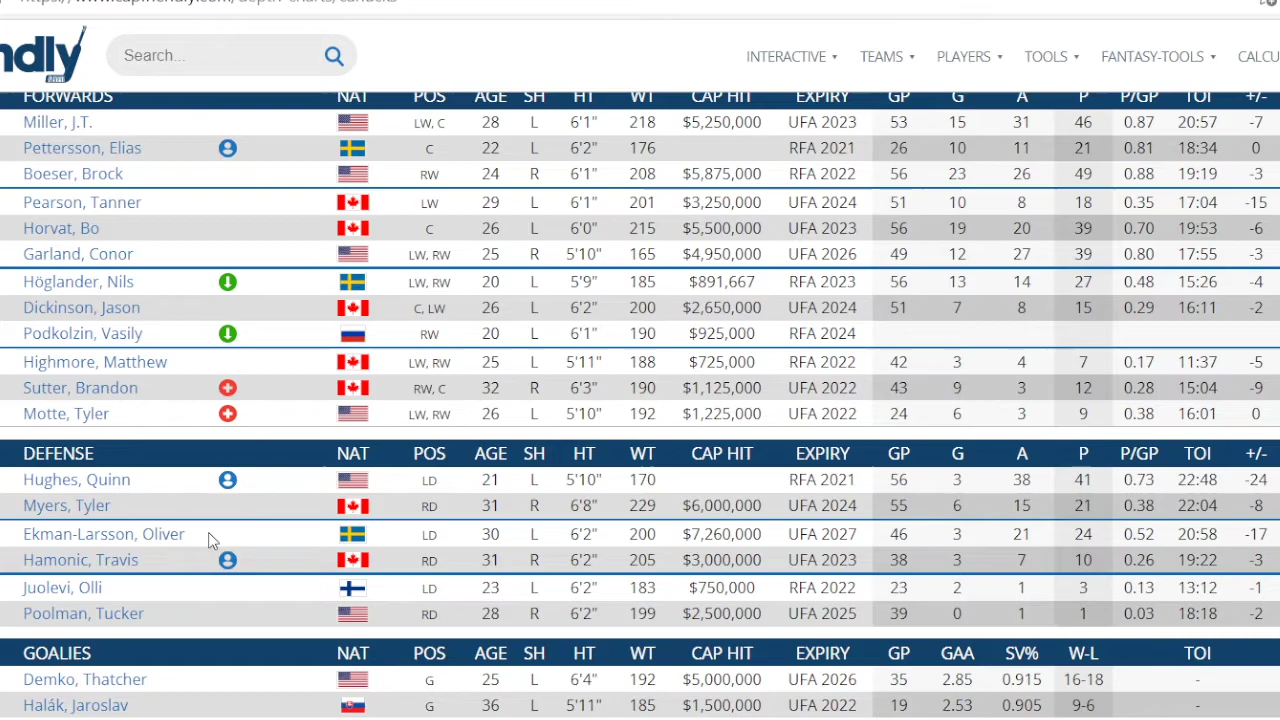 ndly
Search...
INTERACTIVE TEAMS PLAYERS TOOLS FANTASY-TOOLS CALCU
FORWARDS NAT POS AGE SH HT WT CAP HIT EXPIRY GP G A P P/GP TOI +/-
Miller, J LW, C 28 L 6'1" 218 $5,250,000 UFA 2023 53 15 31 46 0.87 20:57 -7
Pettersson, Elias C 22 L 6'2" 176 RFA 2021 26 10 11 21 0.81 18:34 0
Boeser, Brock RW 24 R 6'1" 208 $5,875,000 RFA 2022 56 23 26 49 0.88 19:19 -3
Pearson, Tanner LW 29 L 6'1" 201 $3,250,000 UFA 2024 51 10 8 18 0.35 17:04 -15
Horvat, Bo C 26 L 6'0" 215 $5,500,000 UFA 2023 56 19 20 39 0.70 19:53 -6
Garland, Conor LW, RW 25 R 5'10" 165 $4,950,000 UFA 2026 49 12 27 39 0.80 17:55 -3
Höglander, Nils LW, RW 20 L 5'9" 185 $891,667 RFA 2023 56 13 14 27 0.48 15:26 -4
Dickinson, Jason C, LW 26 L 6'2" 200 $2,650,000 UFA 2024 51 7 8 15 0.29 16:11 -2
Podkolzin, Vasily RW 20 L 6'1" 190 $925,000 RFA 2024
Highmore, Matthew LW, RW 25 L 5'11" 188 $725,000 RFA 2022 42 3 4 7 0.17 11:37 -5
Sutter, Brandon RW, C 32 R 6'3" 190 $1,125,000 UFA 2022 43 9 3 12 0.28 15:04 -9
Motte, Tyler LW, RW 26 L 5'10" 192 $1,225,000 UFA 2022 24 6 3 9 0.38 16:01 0
DEFENSE NAT POS AGE SH HT WT CAP HIT EXPIRY GP G A P P/GP TOI +/-
Hughes, Quinn LD 21 L 5'10" 170 RFA 2021 56 3 38 41 0.73 22:48 -24
Myers, Tyler RD 31 R 6'8" 229 $6,000,000 UFA 2024 55 6 15 21 0.38 22:04 -8
Ekman-Larsson, Oliver LD 30 L 6'2" 200 $7,260,000 UFA 2027 46 3 21 24 0.52 20:58 -17
Hamonic, Travis RD 31 R 6'2" 205 $3,000,000 UFA 2023 38 3 7 10 0.26 19:22 -3
Juolevi, Olli LD 23 L 6'2" 183 $750,000 RFA 2022 23 2 1 3 0.13 13:12 -1
Poolman, Tucker RD 28 R 6'2" 199 $2,500,000 UFA 2025 39 0 1 1 0.03 18:18 -2
GOALIES NAT POS AGE SH HT WT CAP HIT EXPIRY GP GAA SV% W-L TOI
Demko, Thatcher 25 6'4" 192 $5,000,000 UFA 2026 35 2.85 0.915 16-18 -
Halák, Jaroslav G 36 L 5'11" 185 $1,500,000 UFA 2022 19 2.53 0.905 9-6 -